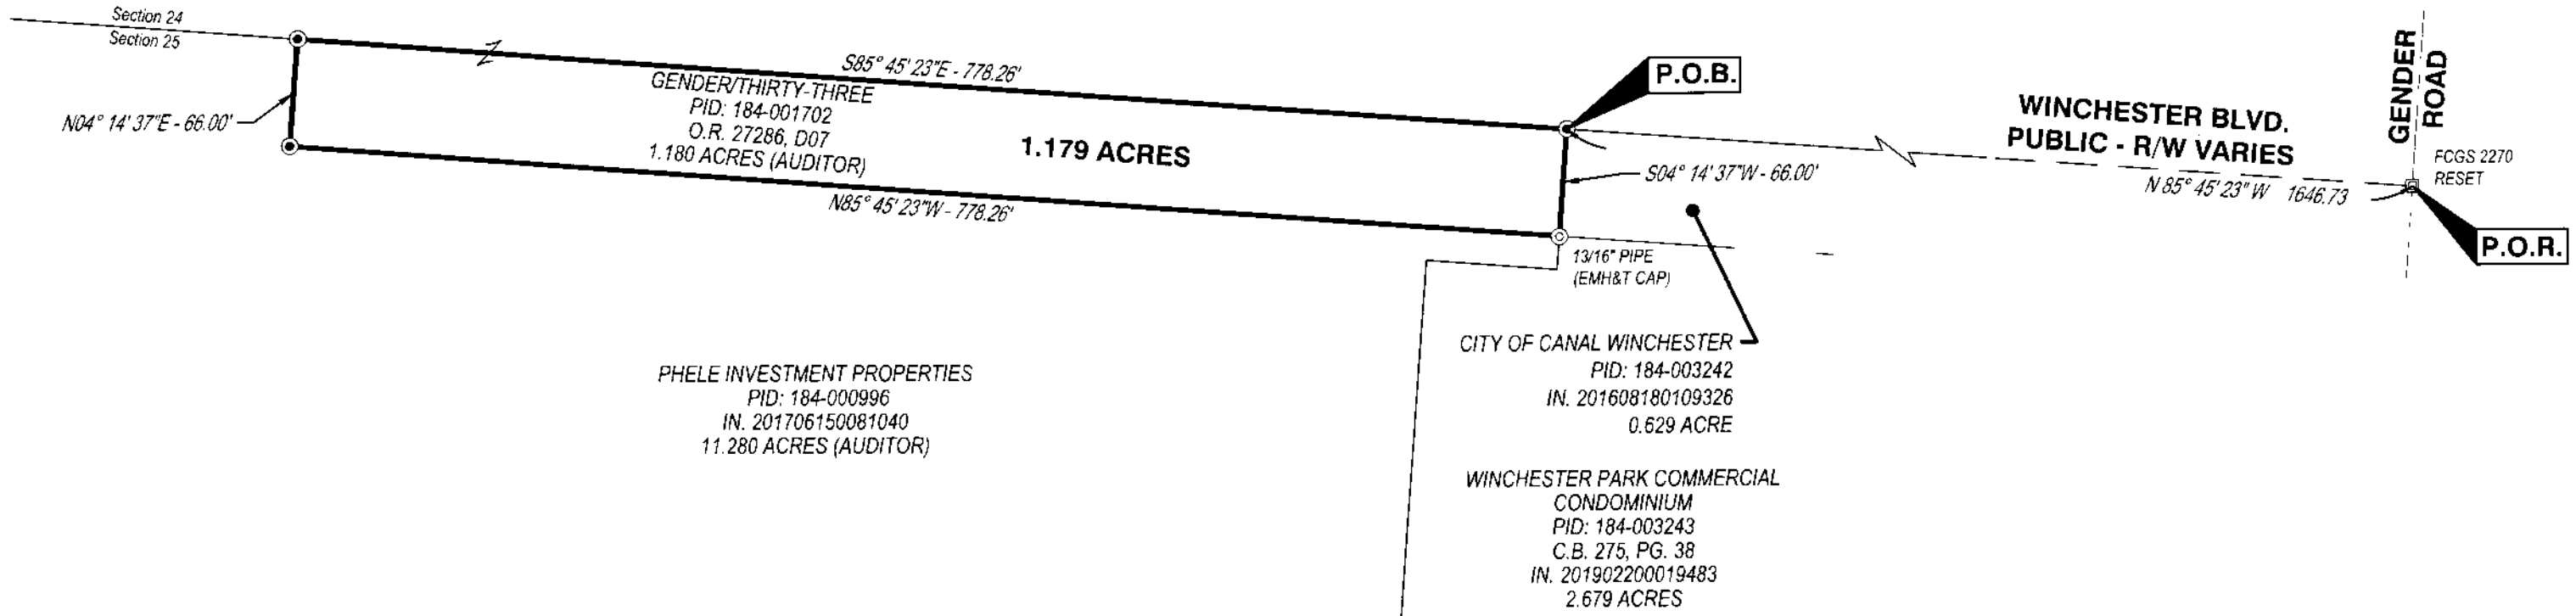 Section 24
Section 25
N04° 14' 37"E - 66.00'
S85° 45' 23"E - 778.26'
GENDER/THIRTY-THREE
PID: 184-001702
O.R. 27286, D07
1.180 ACRES (AUDITOR)
1.179 ACRES
N85° 45' 23"W - 778.26'
P.O.B.
S04° 14' 37"W - 66.00'
13/16" PIPE
(EMH&T CAP)
WINCHESTER BLVD.
PUBLIC - R/W VARIES
N 85° 45' 23" W 1646.73
GENDER
ROAD
FCGS 2270
RESET
P.O.R.
PHELE INVESTMENT PROPERTIES
PID: 184-000996
IN. 201706150081040
11.280 ACRES (AUDITOR)
CITY OF CANAL WINCHESTER
PID: 184-003242
IN. 201608180109326
0.629 ACRE
WINCHESTER PARK COMMERCIAL
CONDOMINIUM
PID: 184-003243
C.B. 275, PG. 38
IN. 201902200019483
2.679 ACRES